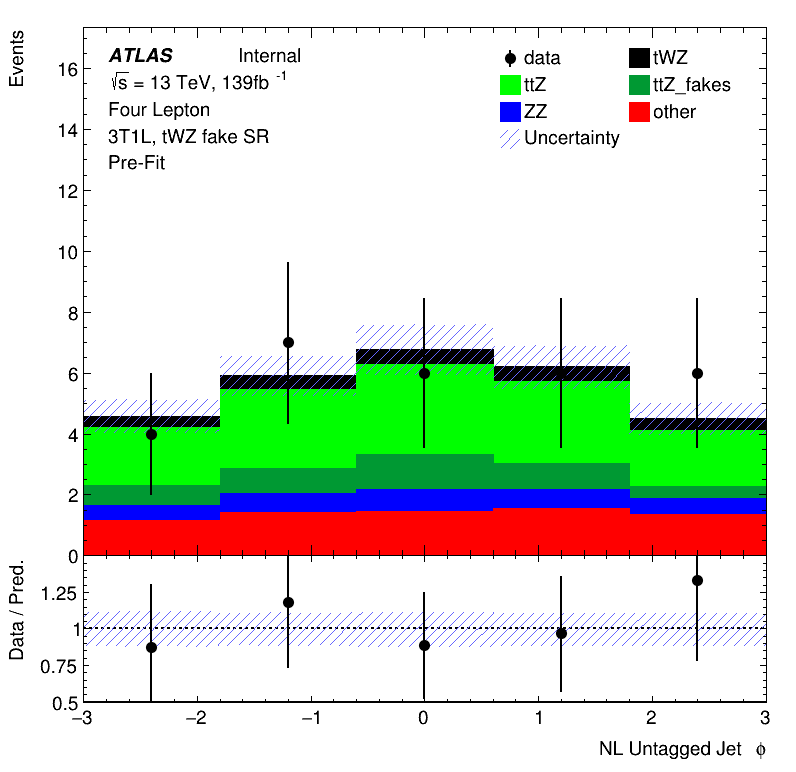 Events
ATLAS Internal
√s = 13 TeV, 139fb⁻¹
Four Lepton
3T1L, tWZ fake SR
Pre-Fit
data tWZ
ttZ ttZ_fakes
ZZ other
Uncertainty
16
14
12
10
8
6
4
2
0
Data / Pred.
1.25
1
0.75
0.5
−3 −2 −1 0 1 2 3
NL Untagged Jet ϕ